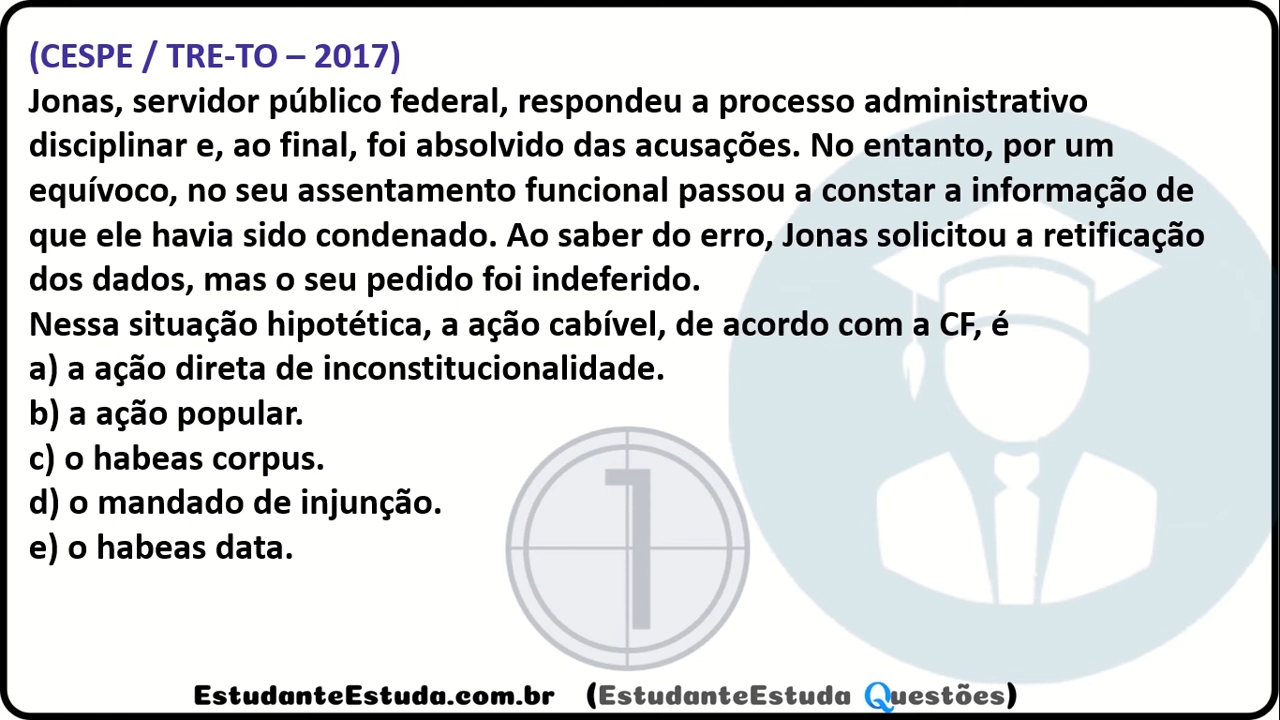 (CESPE / TRE-TO – 2017)
Jonas, servidor público federal, respondeu a processo administrativo
disciplinar e, ao final, foi absolvido das acusações. No entanto, por um
equívoco, no seu assentamento funcional passou a constar a informação de
que ele havia sido condenado. Ao saber do erro, Jonas solicitou a retificação
dos dados, mas o seu pedido foi indeferido.
Nessa situação hipotética, a ação cabível, de acordo com a CF, é
a) a ação direta de inconstitucionalidade.
b) a ação popular.
c) o habeas corpus.
d) o mandado de injunção.
e) o habeas data.
1
EstudanteEstuda.com.br (EstudanteEstuda Questões)